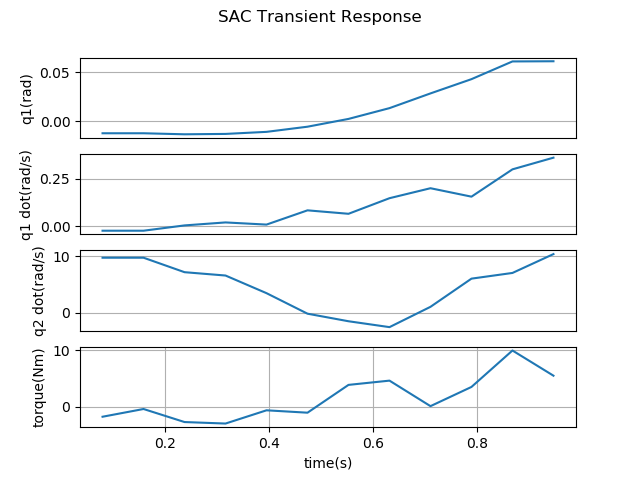 SAC Transient Response
q1(rad)
0.05
0.00
q1 dot(rad/s)
0.25
0.00
q2 dot(rad/s)
10
0
torque(Nm)
10
0
0.2 0.4 0.6 0.8
time(s)